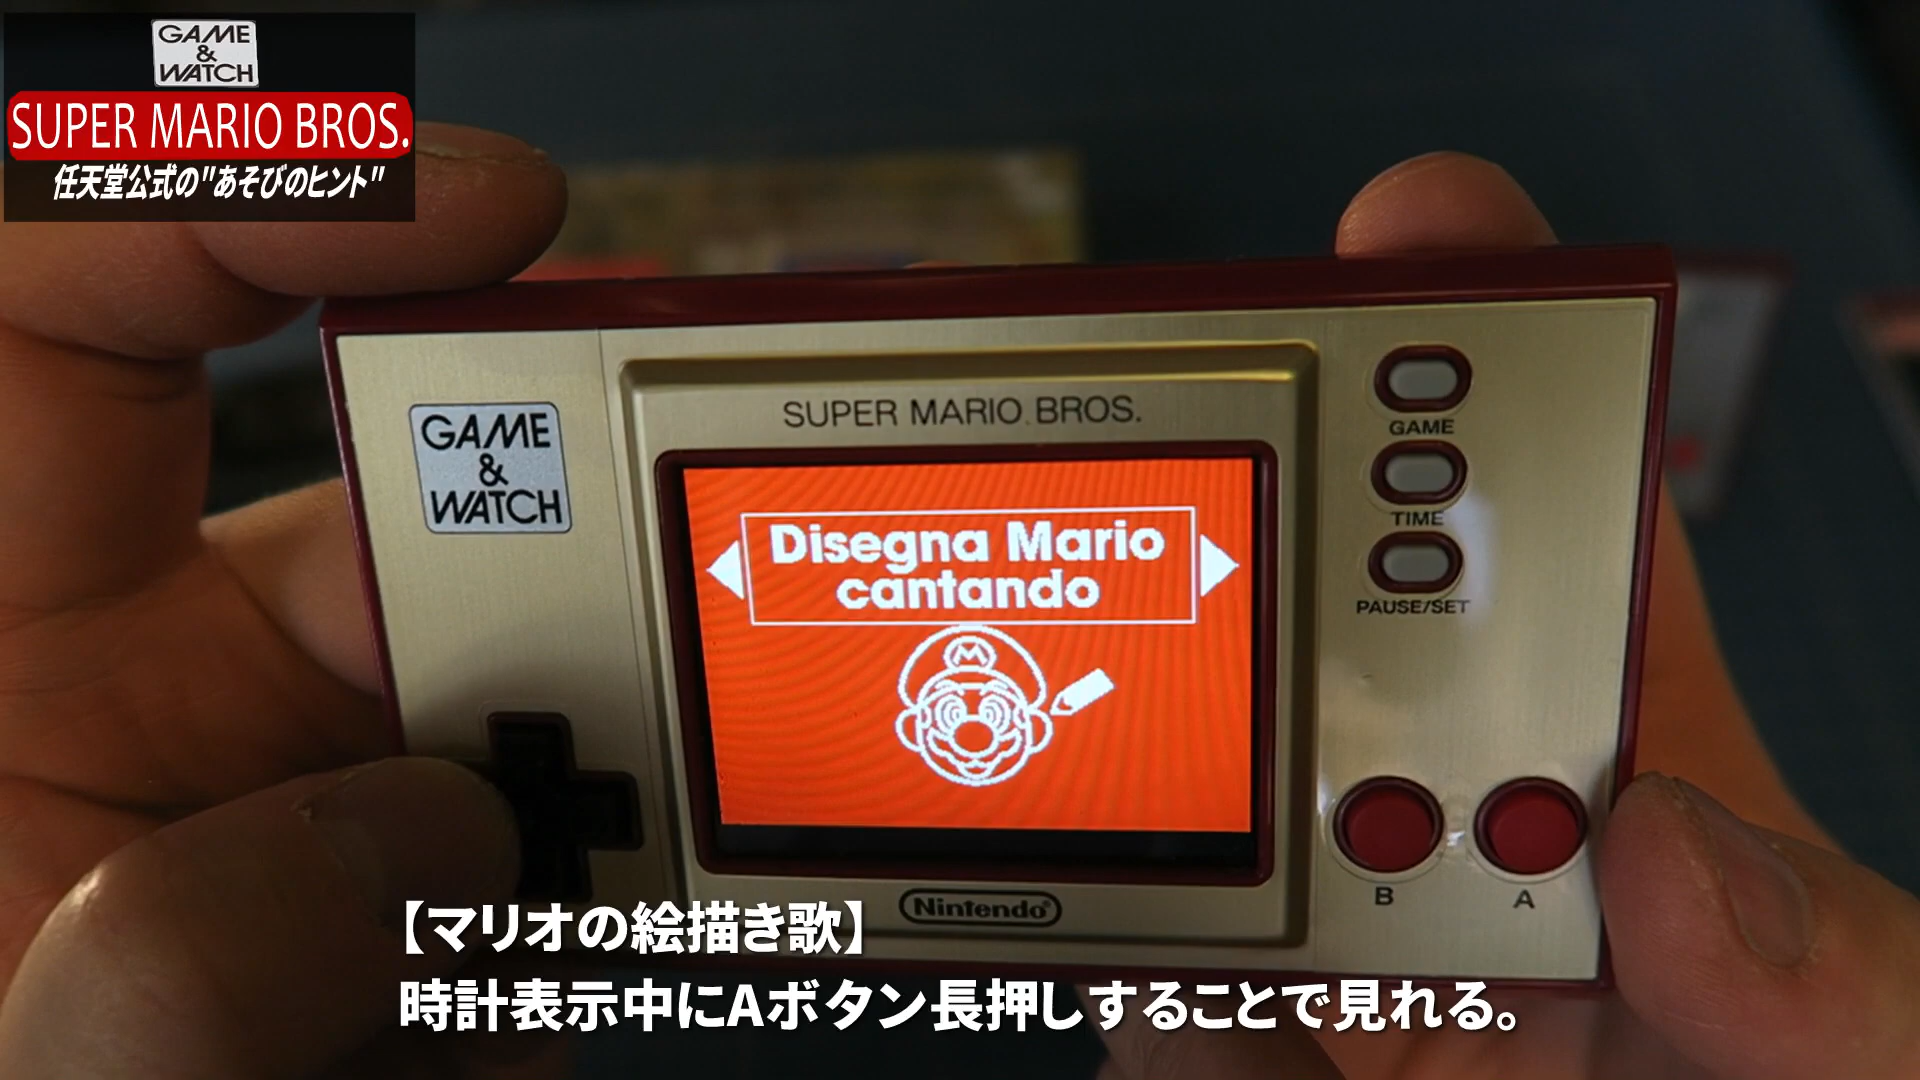 GAME
&
WATCH
SUPER MARIO BROS.
任天堂公式の"あそびのヒント"
GAME
&
WATCH
SUPER MARIO BROS.
Disegna Mario
cantando
M
GAME
TIME
PAUSE/SET
B
A
Nintendo®
【マリオの絵描き歌】
時計表示中にAボタン長押しすることで見れる。